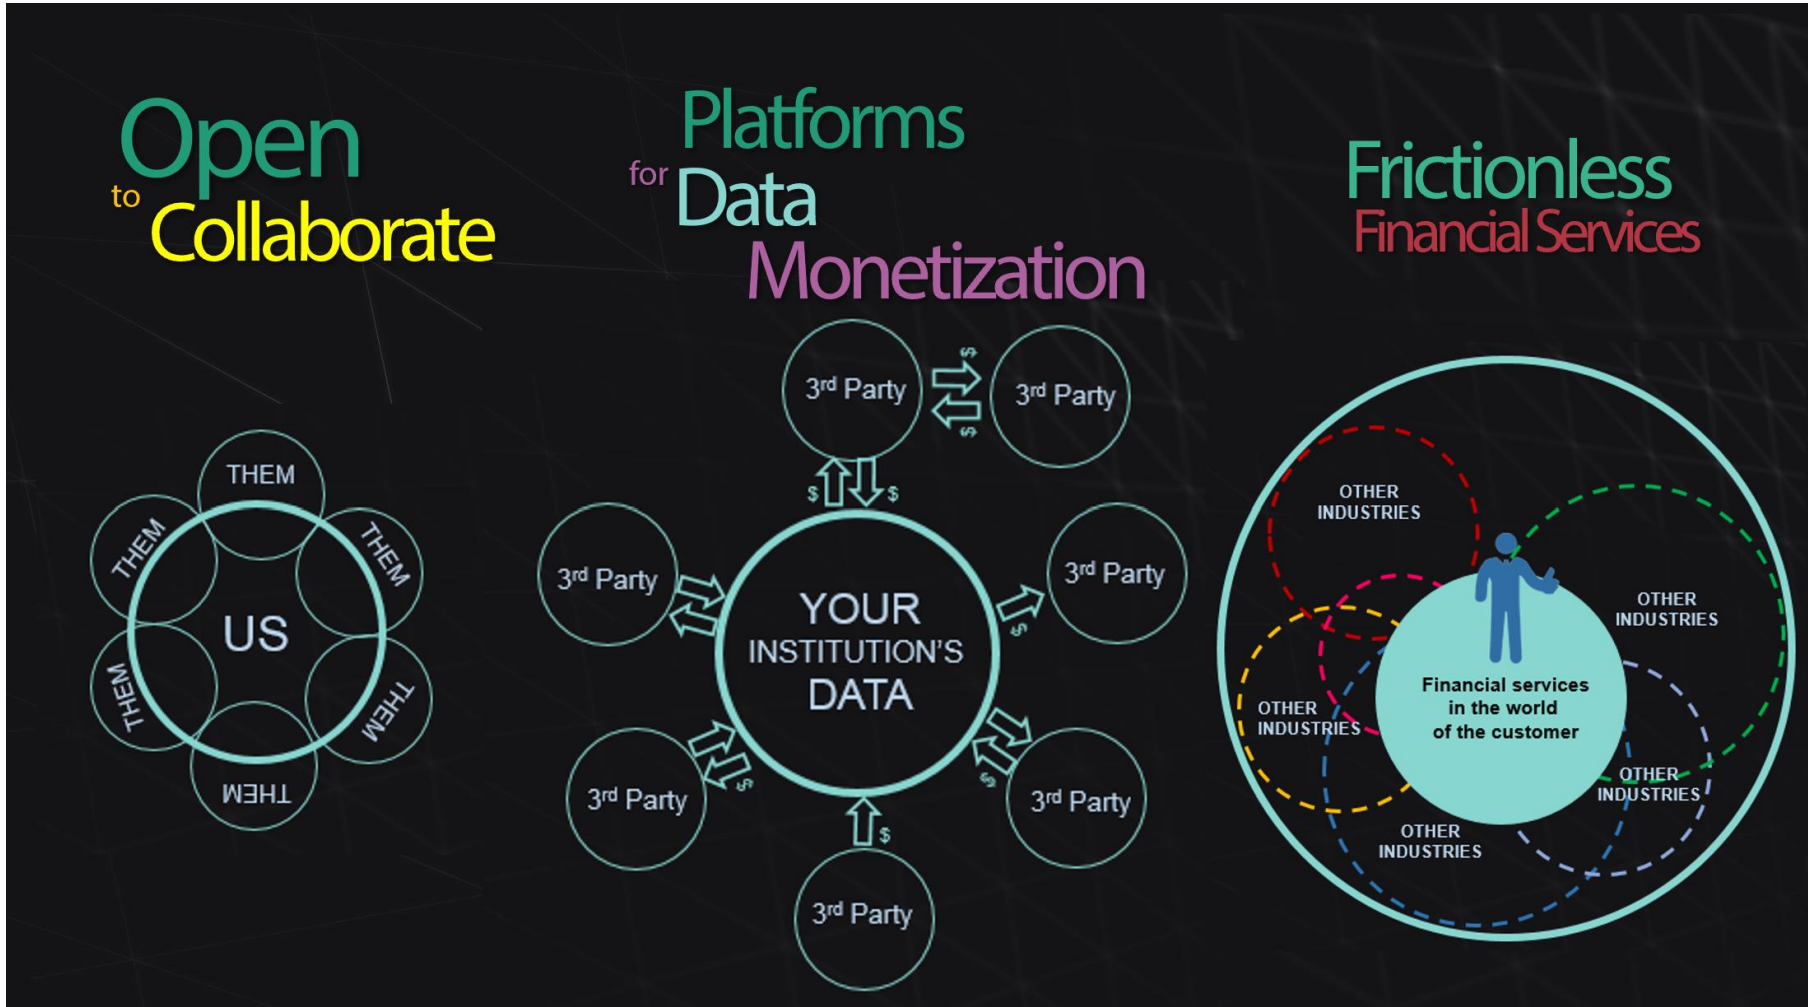 Open
to
Collaborate
THEM
THEM
THEM
US
THEM
THEM
THEM
Platforms
for Data
Monetization
3rd Party
$
$
3rd Party
$
$
3rd Party
3rd Party
YOUR
INSTITUTION'S
DATA
$
3rd Party
$
3rd Party
$
$
3rd Party
Frictionless
Financial Services
OTHER
INDUSTRIES
OTHER
INDUSTRIES
OTHER
INDUSTRIES
Financial services
in the world
of the customer
OTHER
INDUSTRIES
OTHER
INDUSTRIES